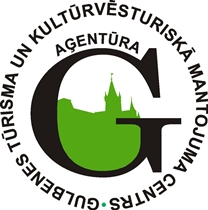 GULBENES TŪRISMA UN KULTŪRVĒSTURISKĀ MANTOJUMA CENTRS •
AĢENTŪRA
G